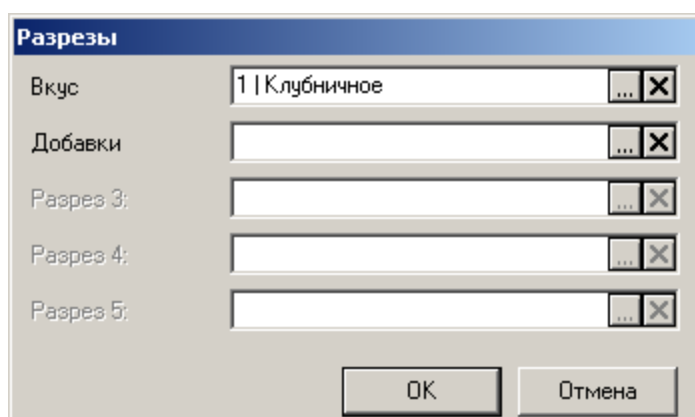 Разрезы
Вкус 1 | Клубничное ...
Добавки ...
Разрез 3: ...
Разрез 4: ...
Разрез 5: ...
OK Отмена